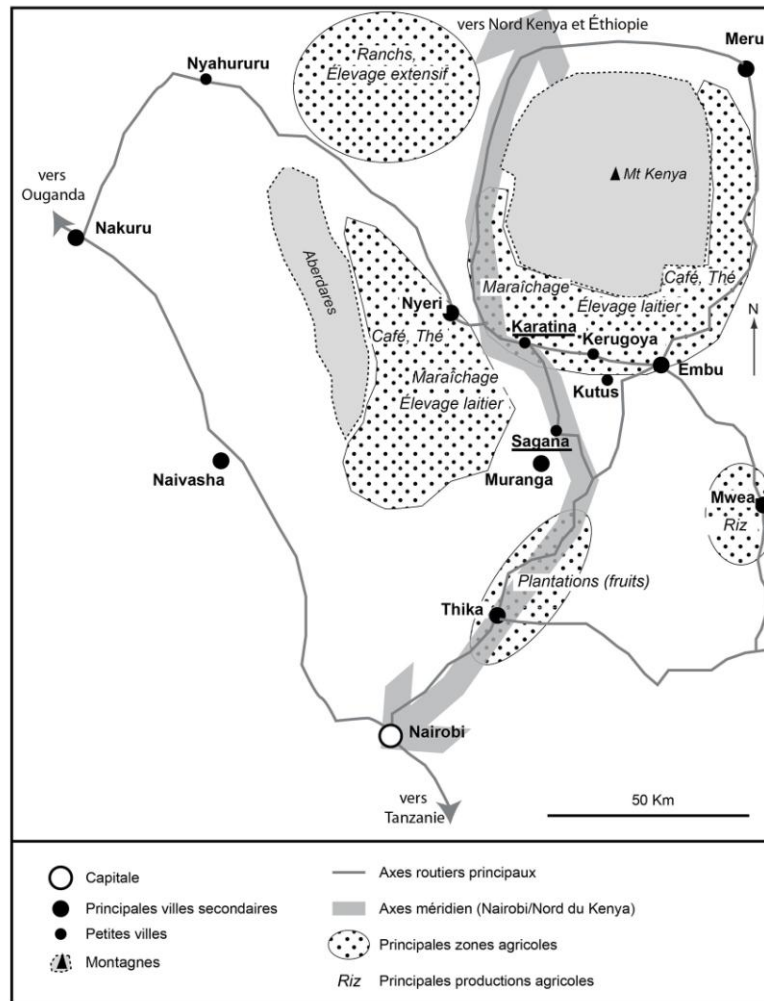 vers Nord Kenya et Éthiopie
Meru
Nyahururu
Ranchs,
Élevage extensif
Mt Kenya
vers
Ouganda
Nakuru
Aberdares
Nyeri
Café, Thé
Maraîchage
Élevage laitier
Maraîchage
Café, Thé
Élevage laitier
Karatina
Kerugoya
Embu
Kutus
N
Sagana
Muranga
Naivasha
Mwea
Riz
Plantations (fruits)
Thika
Nairobi
vers
Tanzanie
50 Km
Capitale
Principales villes secondaires
Petites villes
Montagnes
Axes routiers principaux
Axes méridien (Nairobi/Nord du Kenya)
Principales zones agricoles
Riz Principales productions agricoles